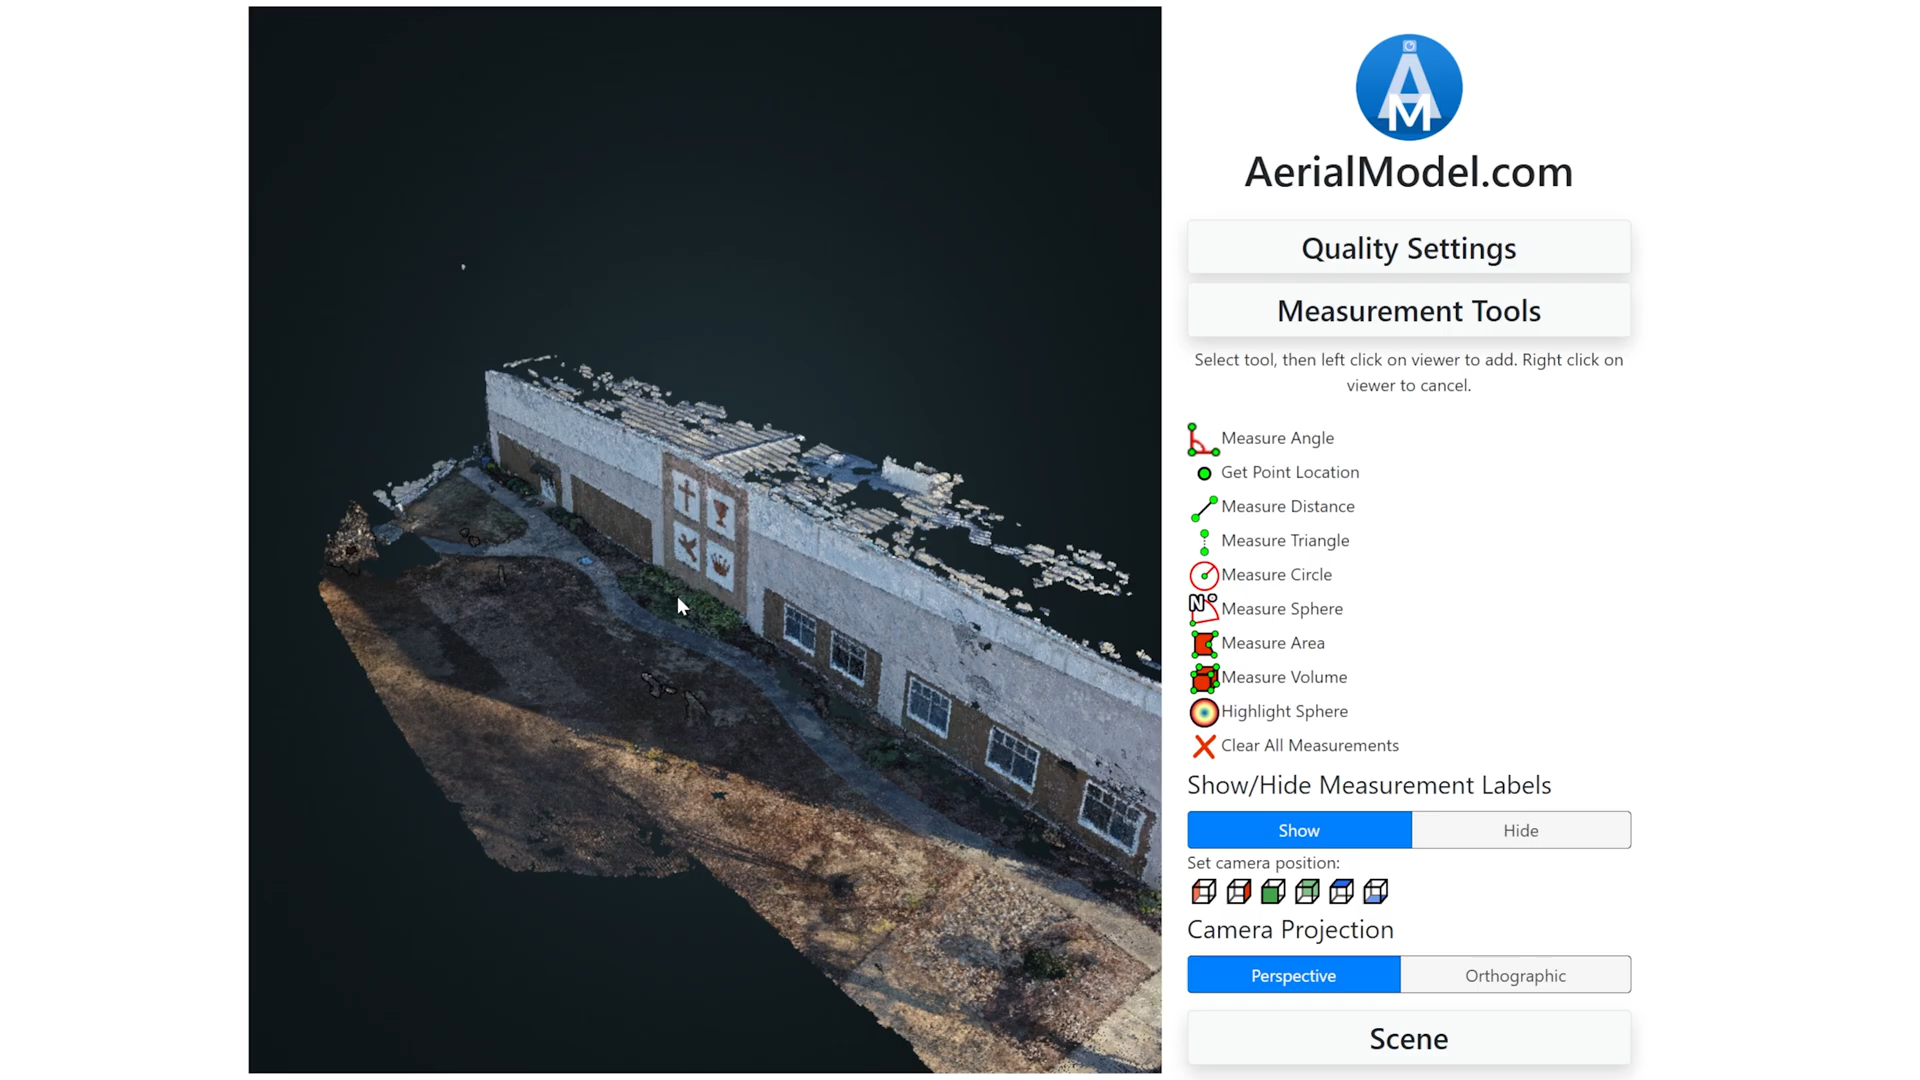 AM
AerialModel.com
Quality Settings
Measurement Tools
Select tool, then left click on viewer to add. Right click on
viewer to cancel.
Measure Angle
Get Point Location
Measure Distance
Measure Triangle
Measure Circle
N° Measure Sphere
Measure Area
Measure Volume
Highlight Sphere
Clear All Measurements
Show/Hide Measurement Labels
Show Hide
Set camera position:
Camera Projection
Perspective Orthographic
Scene